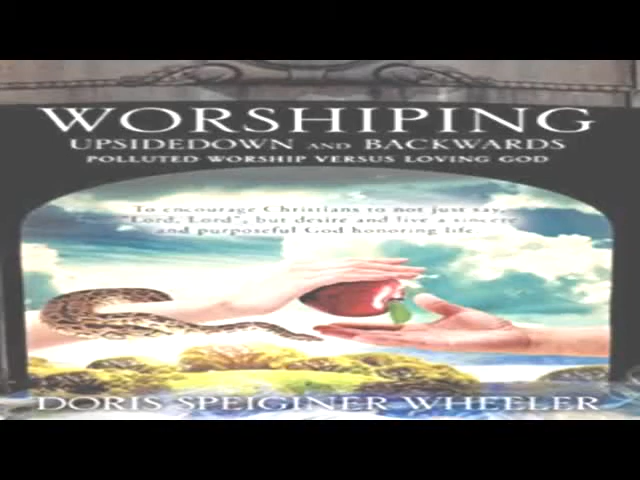 WORSHIPING
UPSIDEDOWN AND BACKWARDS
POLLUTED WORSHIP VERSUS LOVING GOD
To encourage Christians to not just say,
"Lord, Lord", but desire and live a sincere
and purposeful God honoring life
DORIS SPEIGINER WHEELER